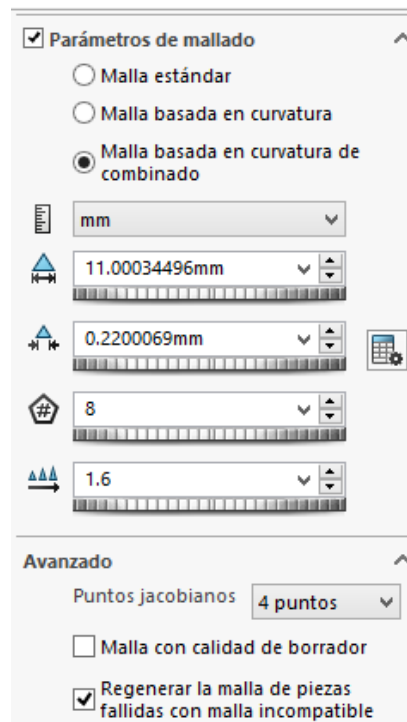 Parámetros de mallado
Malla estándar
Malla basada en curvatura
Malla basada en curvatura de
combinado
mm
11.00034496mm
0.2200069mm
#
8
1.6
Avanzado
Puntos jacobianos 4 puntos
Malla con calidad de borrador
Regenerar la malla de piezas
fallidas con malla incompatible